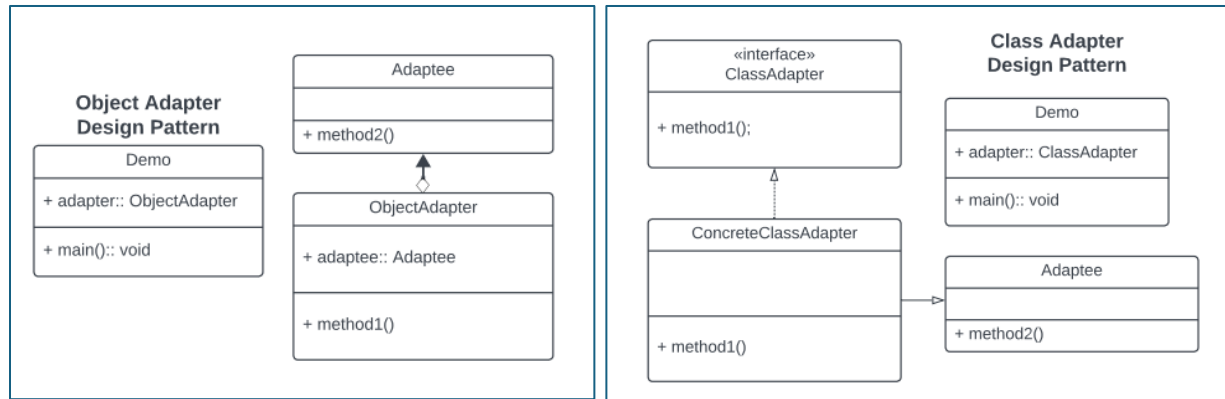 Object Adapter
Design Pattern
Demo
+ adapter:: ObjectAdapter
+ main():: void
Adaptee
+ method2()
ObjectAdapter
+ adaptee:: Adaptee
+ method1()
«interface»
ClassAdapter
+ method1();
ConcreteClassAdapter
+ method1()
Class Adapter
Design Pattern
Demo
+ adapter:: ClassAdapter
+ main():: void
Adaptee
+ method2()